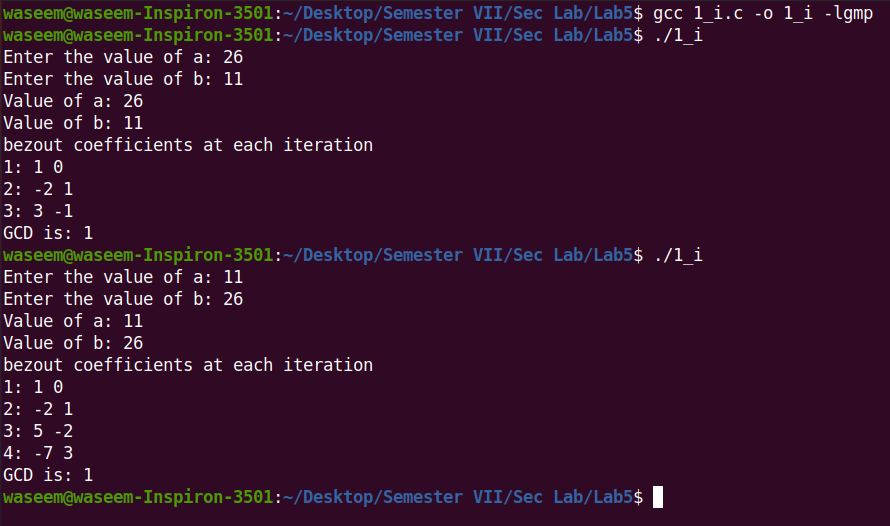 waseem@waseem-Inspiron-3501:~/Desktop/Semester VII/Sec Lab/Lab5$ gcc 1_i.c -o 1_i -lgmp
waseem@waseem-Inspiron-3501:~/Desktop/Semester VII/Sec Lab/Lab5$ ./1_i
Enter the value of a: 26
Enter the value of b: 11
Value of a: 26
Value of b: 11
bezout coefficients at each iteration
1: 1 0
2: -2 1
3: 3 -1
GCD is: 1
waseem@waseem-Inspiron-3501:~/Desktop/Semester VII/Sec Lab/Lab5$ ./1_i
Enter the value of a: 11
Enter the value of b: 26
Value of a: 11
Value of b: 26
bezout coefficients at each iteration
1: 1 0
2: -2 1
3: 5 -2
4: -7 3
GCD is: 1
waseem@waseem-Inspiron-3501:~/Desktop/Semester VII/Sec Lab/Lab5$